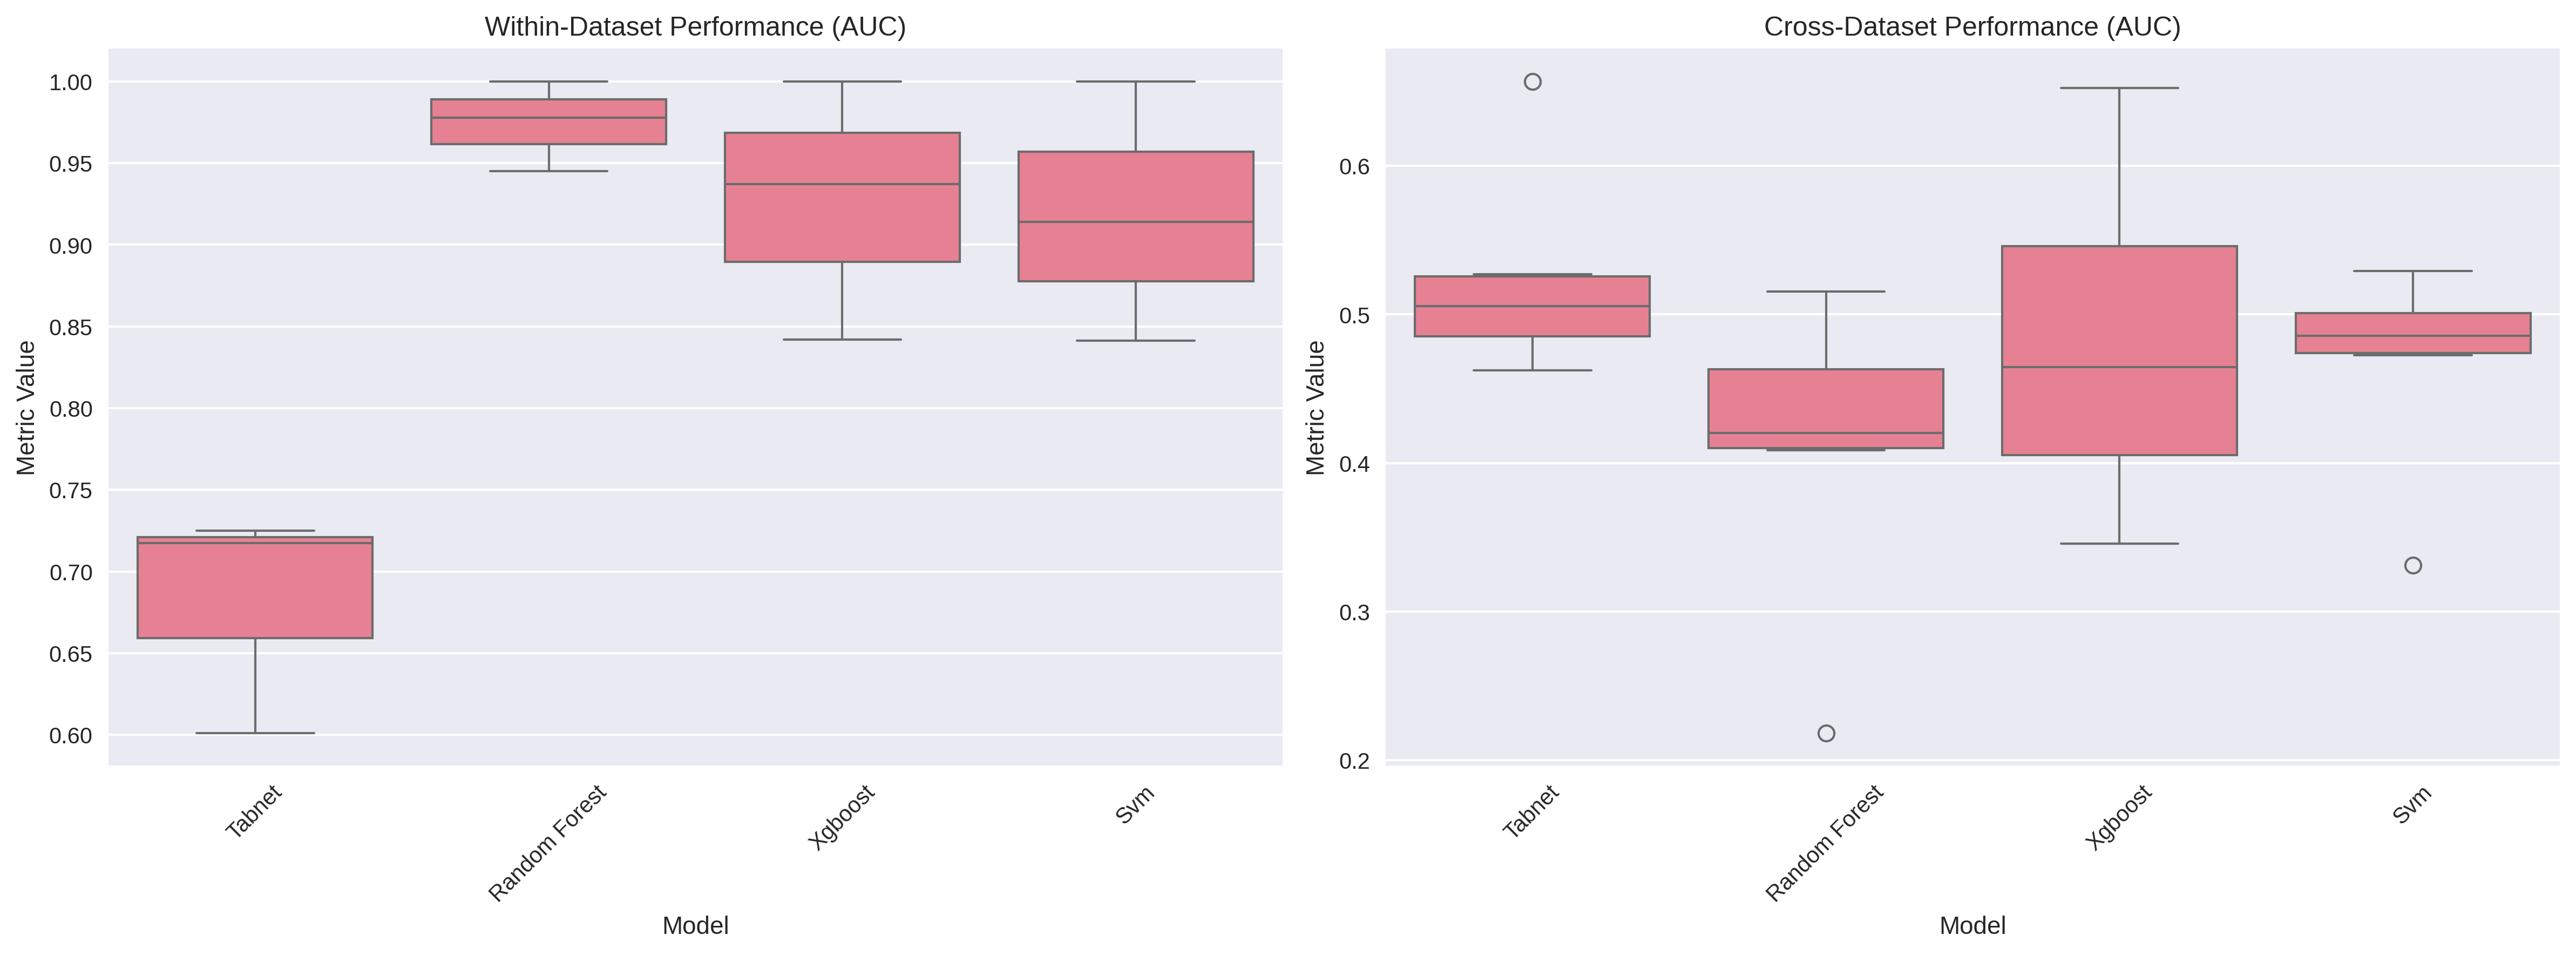 Within-Dataset Performance (AUC)
Metric Value
1.00
0.95
0.90
0.85
0.80
0.75
0.70
0.65
0.60
Tabnet
Random Forest
Xgboost
Svm
Model
Cross-Dataset Performance (AUC)
Metric Value
0.6
0.5
0.4
0.3
0.2
Tabnet
Random Forest
Xgboost
Svm
Model